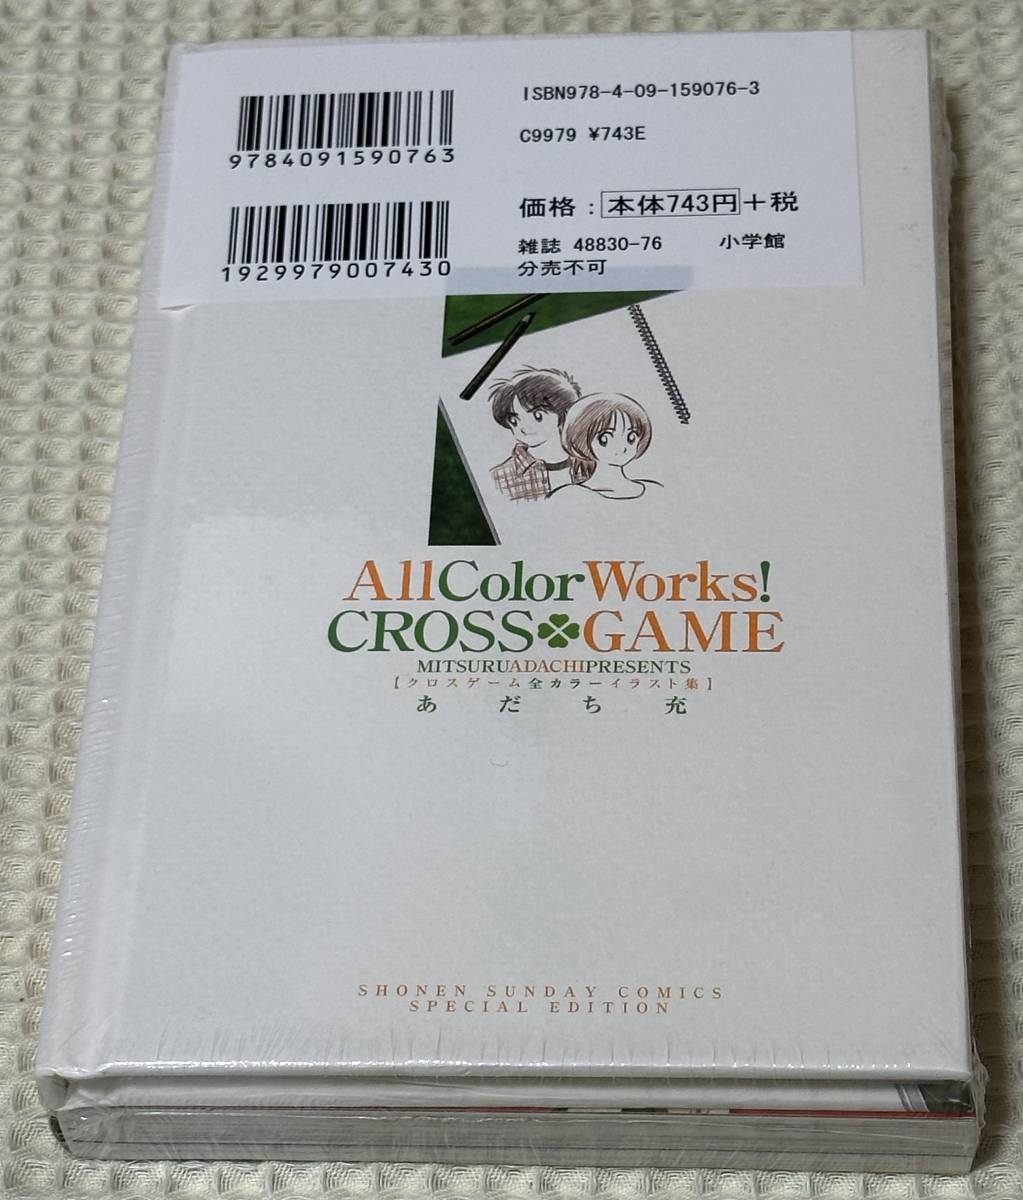 ISBN978-4-09-159076-3
9784091590763
C9979 ¥743E
価格:本体743円+税
1929979007430
雑誌 48830-76 小学館
分売不可
All Color Works!
CROSS GAME
MITSURU ADACHI PRESENTS
【クロスゲーム全カラーイラスト集】
あだち充
SHONEN SUNDAY COMICS
SPECIAL EDITION